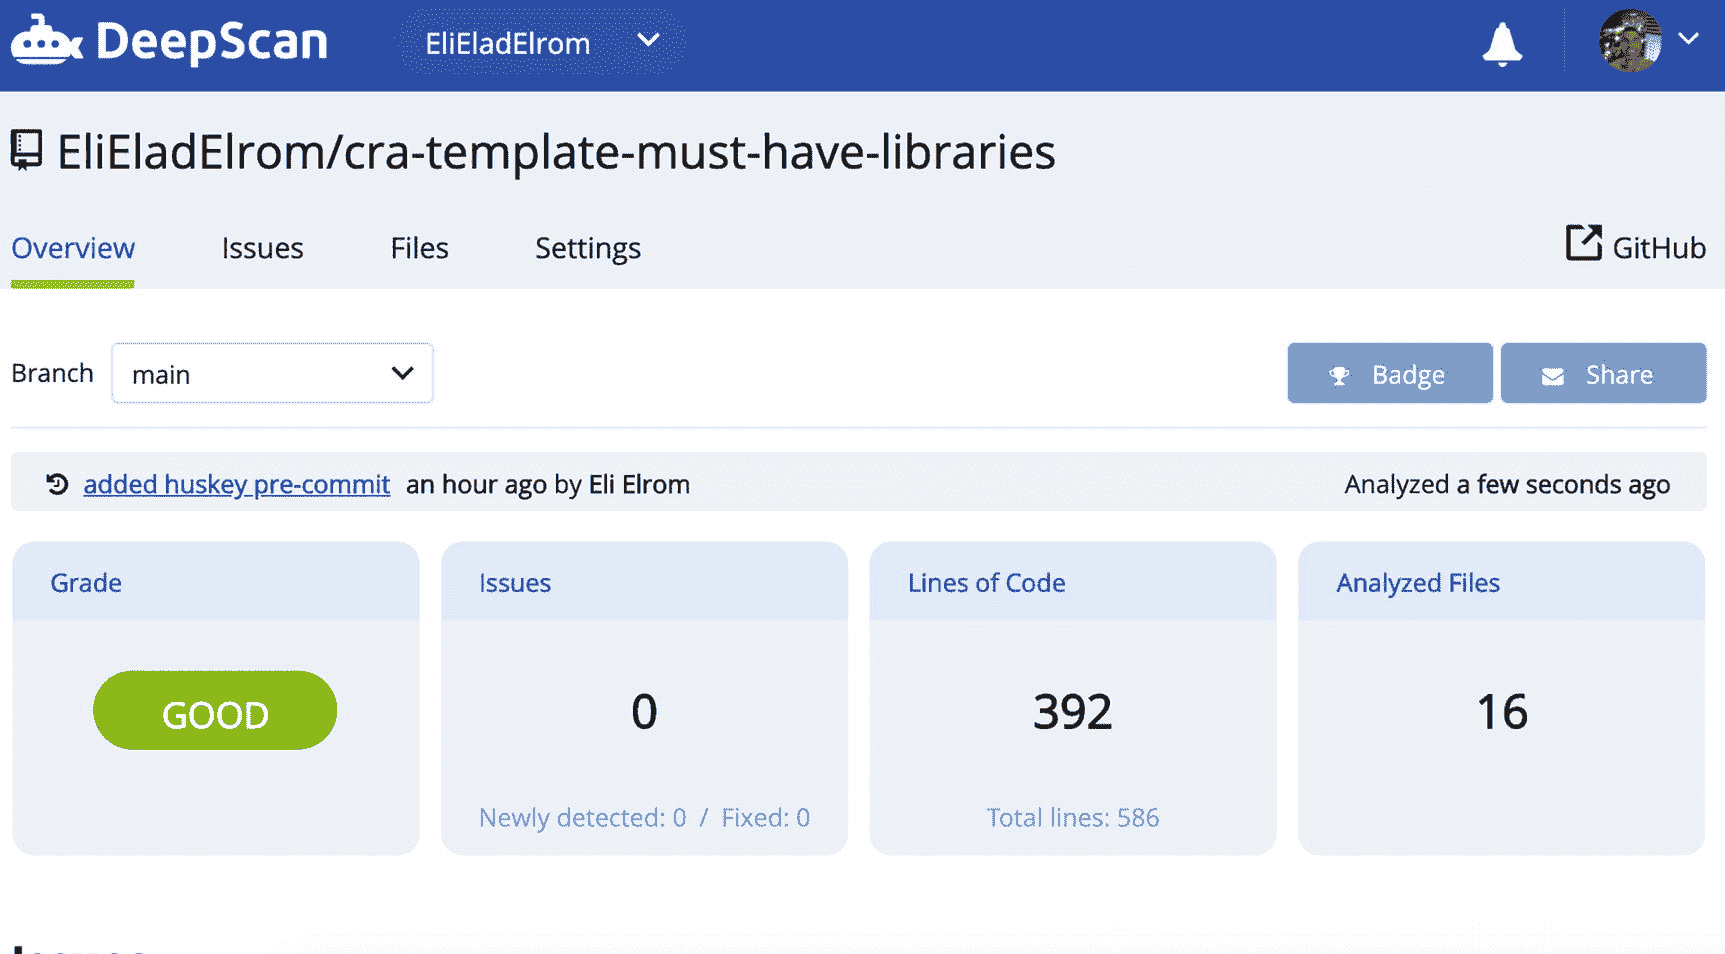 DeepScan EliEladElrom
EliEladElrom/cra-template-must-have-libraries
Overview Issues Files Settings GitHub
Branch main Badge Share
added huskey pre-commit an hour ago by Eli Elrom Analyzed a few seconds ago
Grade Issues Lines of Code Analyzed Files
GOOD 0 392 16
Newly detected: 0 / Fixed: 0 Total lines: 586